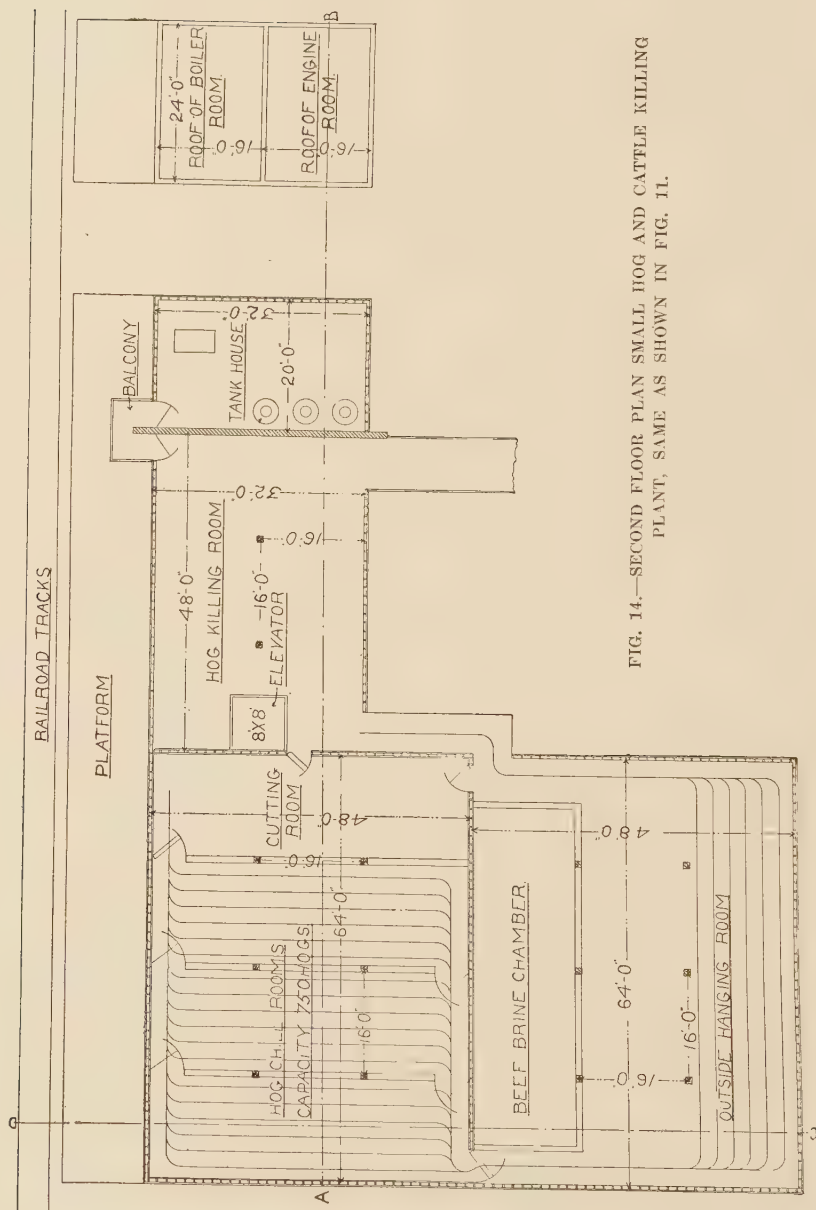 RAILROAD TRACKS
PLATFORM
BALCONY
24'-0"
ROOF OF BOILER
ROOM.
16'-0"
ROOF OF ENGINE
ROOM.
16'-0"
B
TANK HOUSE
32'-0"
20'-0"
48'-0"
HOG KILLING ROOM
32'-0"
16'-0"
16'-0"
ELEVATOR
8'X8'
CUTTING
ROOM
48'-0"
16'-0"
64'-0"
HOG CHILL ROOMS
CAPACITY 750 HOGS.
16'-0"
A
BEEF BRINE CHAMBER
48'-0"
64'-0"
16'-0"
16'-0"
OUTSIDE HANGING ROOM
FIG. 14.—SECOND FLOOR PLAN SMALL HOG AND CATTLE KILLING
PLANT, SAME AS SHOWN IN FIG. 11.